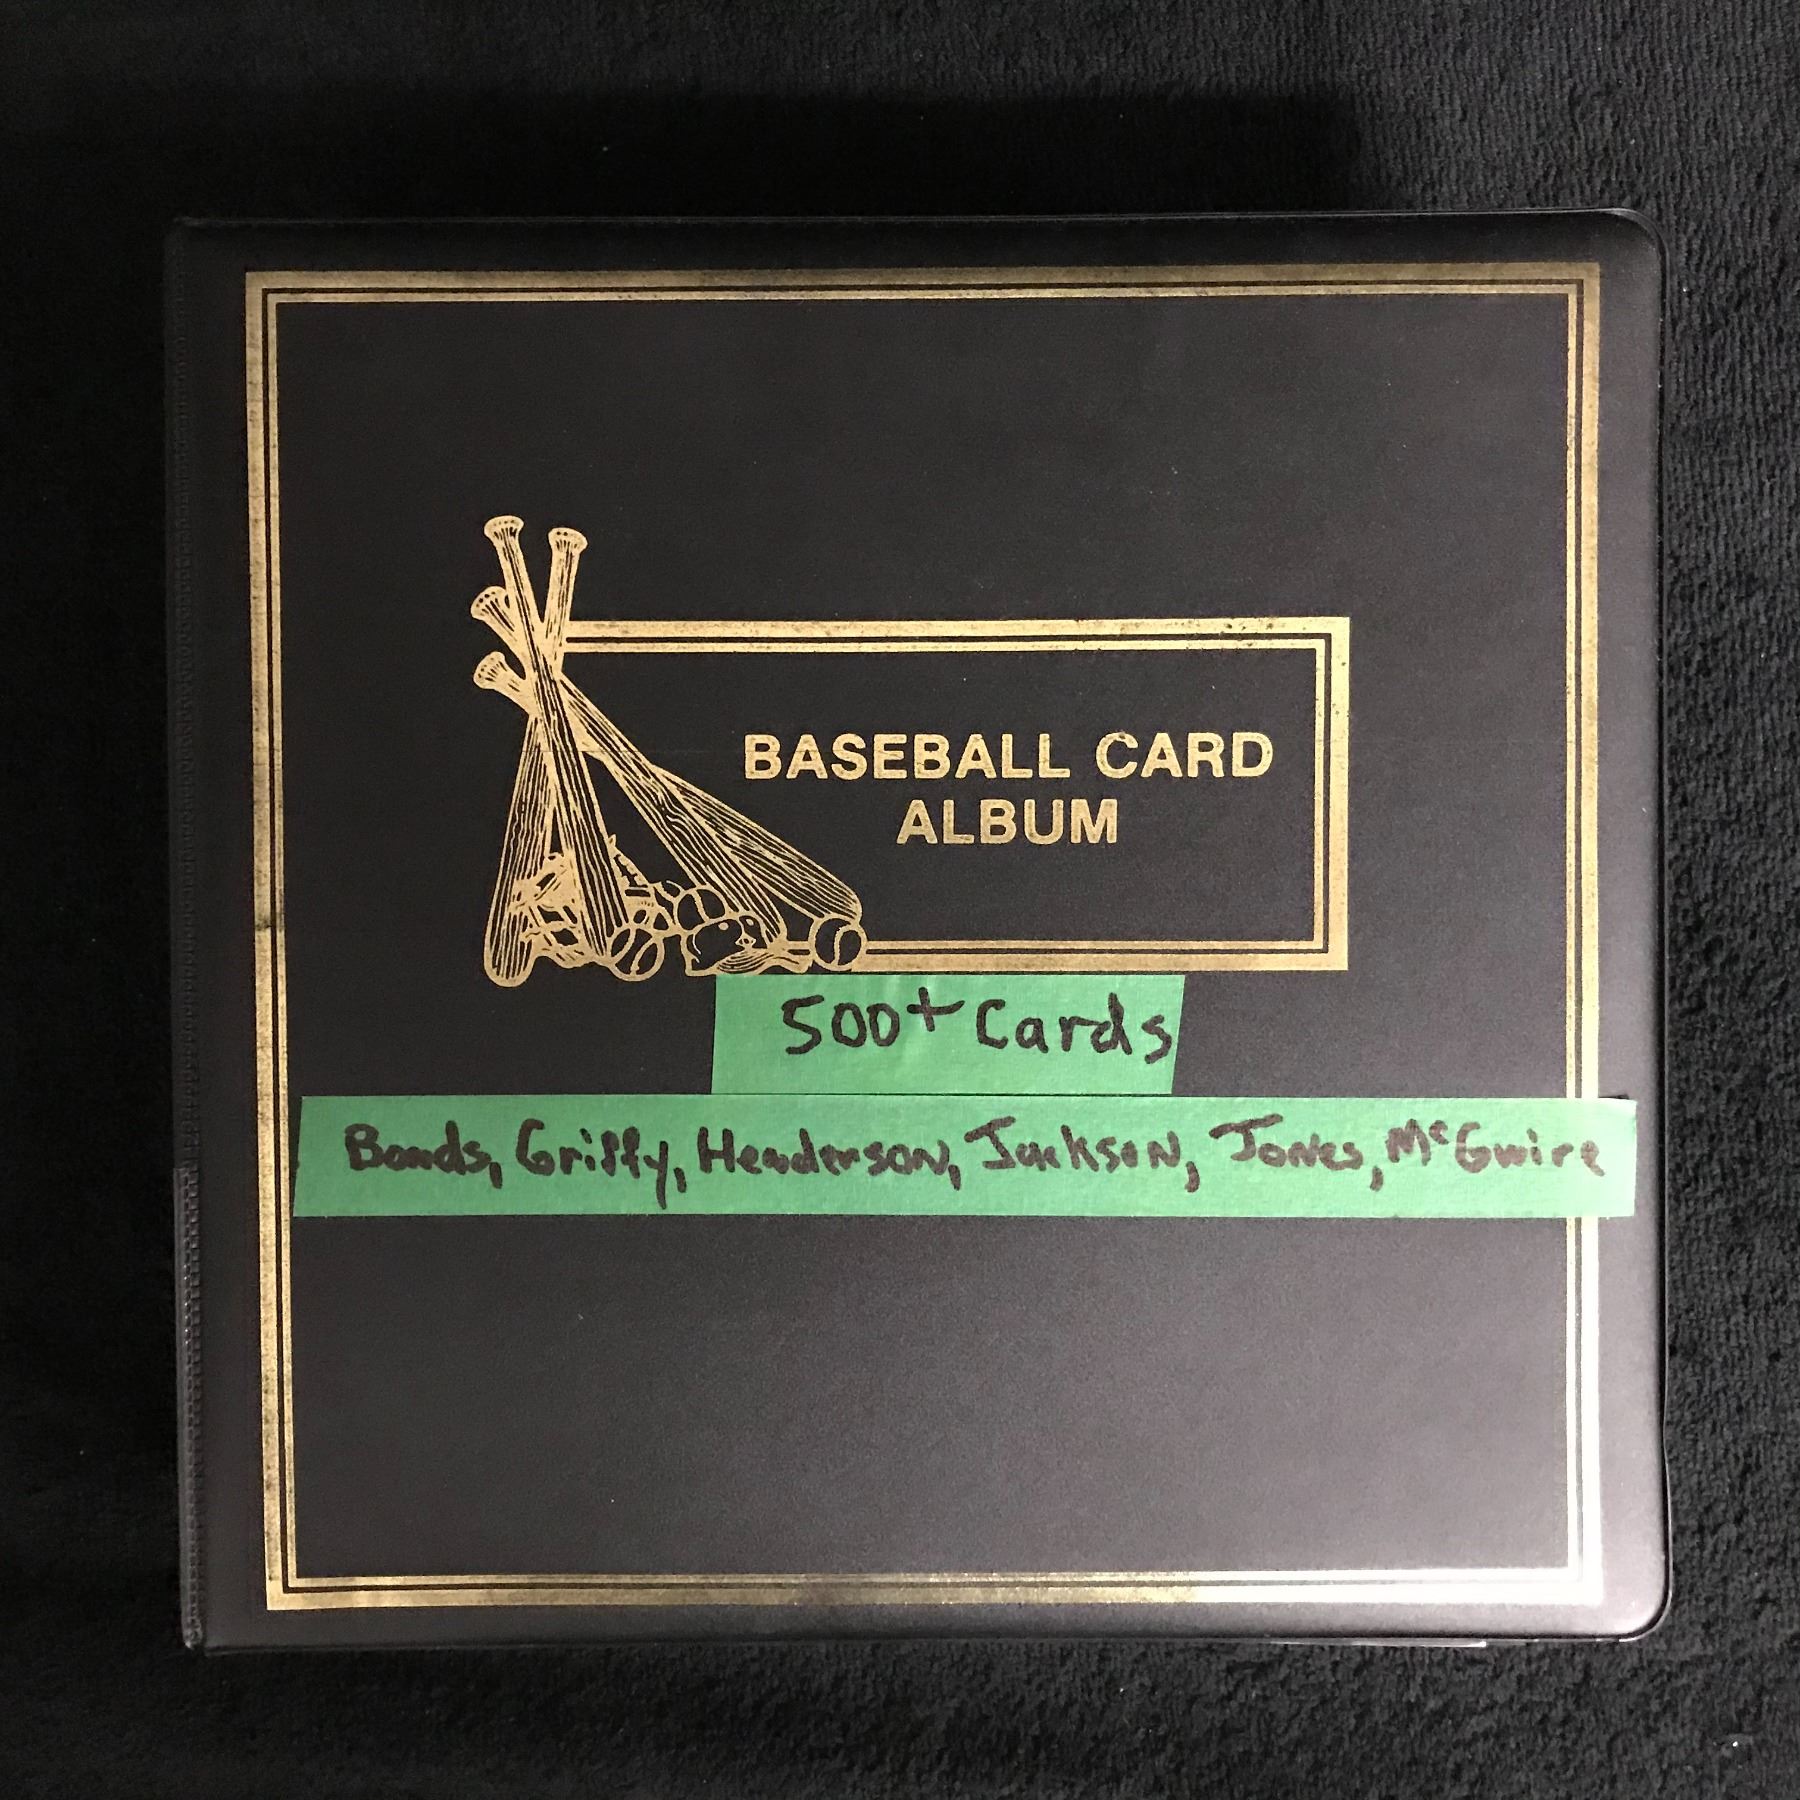 BASEBALL CARD
ALBUM
500+ Cards
Bonds, Griffy, Henderson, Jackson, Jones, McGwire